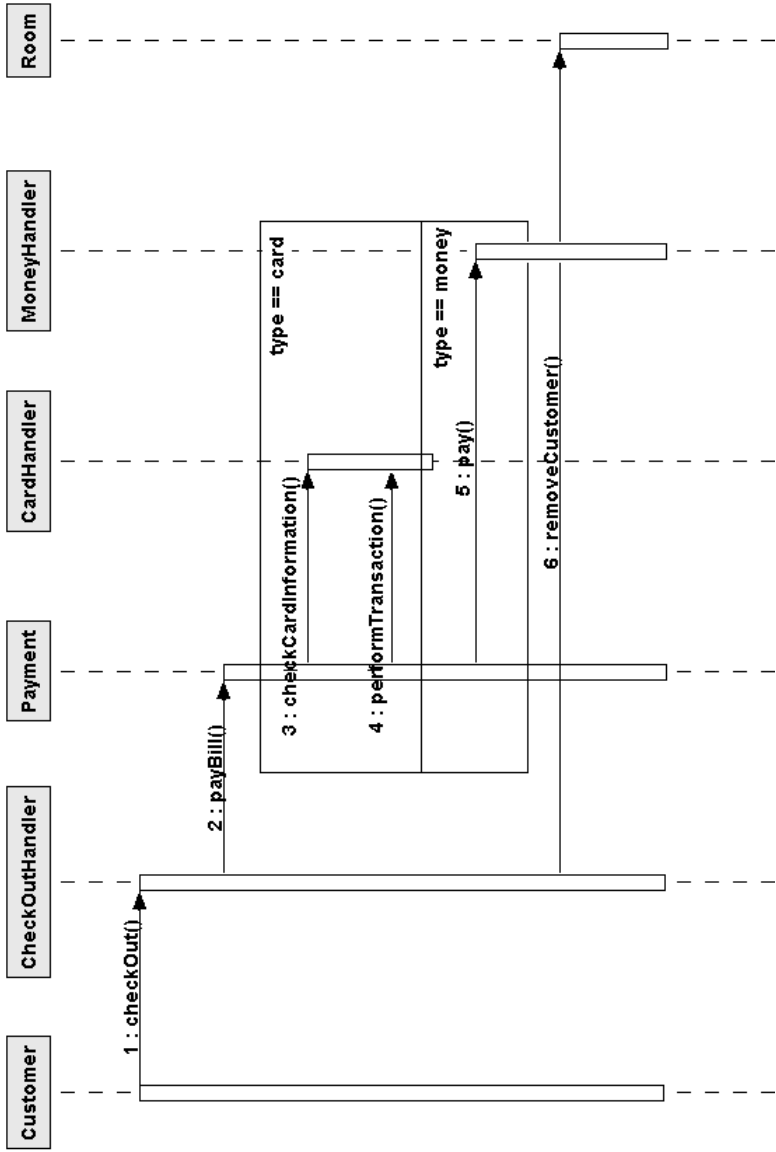 Customer
CheckOutHandler
Payment
CardHandler
MoneyHandler
Room
1 : checkOut()
2 : payBill()
type == card
3 : checkCardInformation()
4 : performTransaction()
type == money
5 : pay()
6 : removeCustomer()